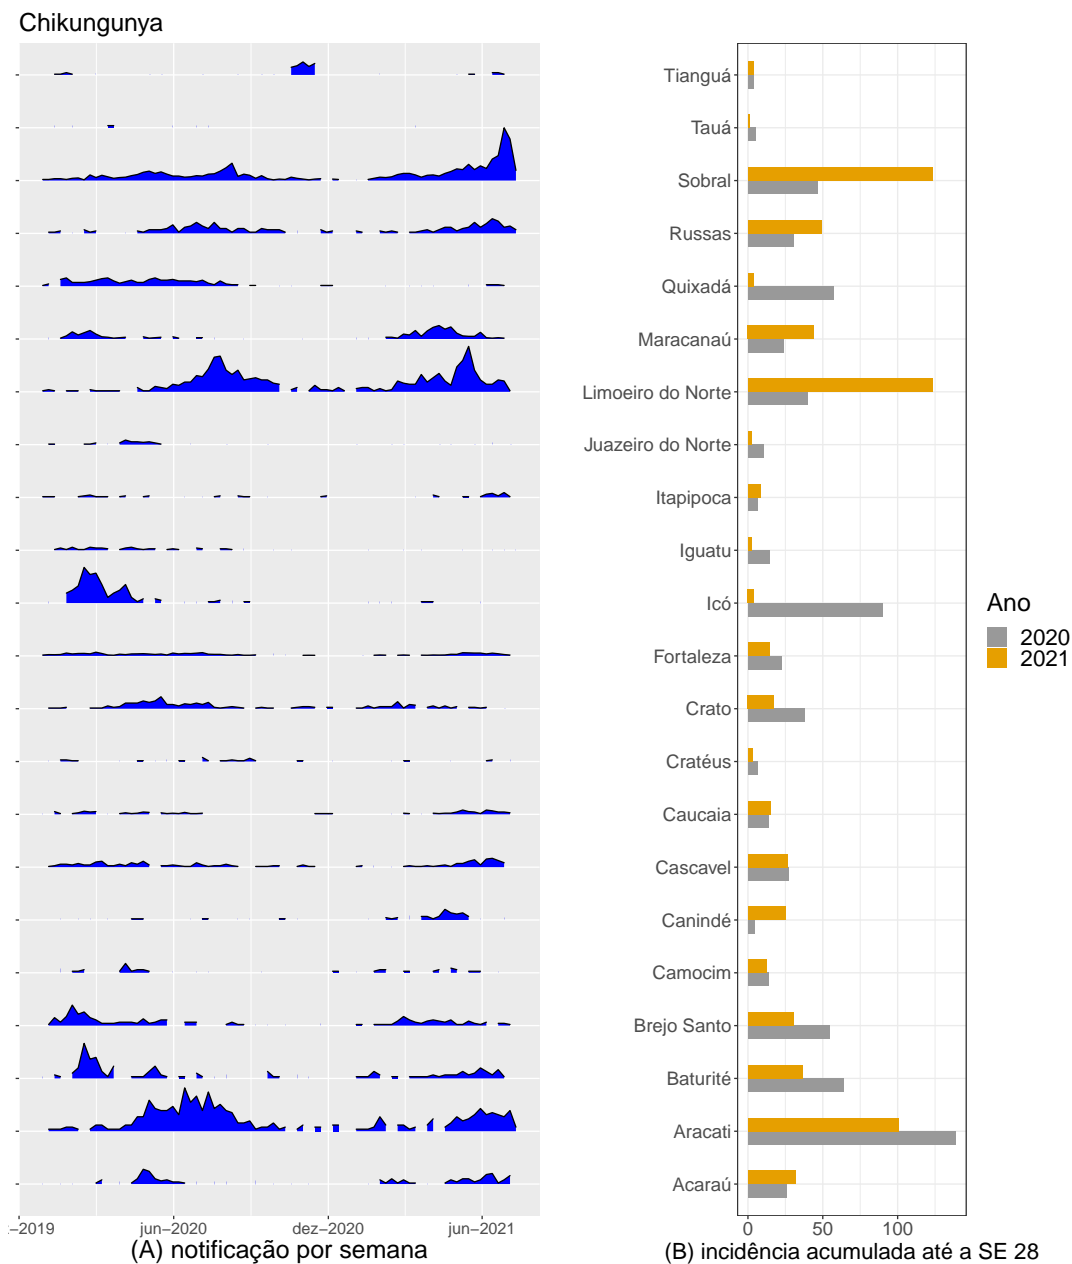 Chikungunya
Tianguá
Tauá
Sobral
Russas
Quixadá
Maracanaú
Limoeiro do Norte
Juazeiro do Norte
Itapipoca
Iguatu
Icó
Fortaleza
Crato
Cratéus
Caucaia
Cascavel
Canindé
Camocim
Brejo Santo
Baturité
Aracati
Acaraú
Ano
2020
2021
–2019 jun–2020 dez–2020 jun–2021
(A) notificação por semana
0 50 100
(B) incidência acumulada até a SE 28